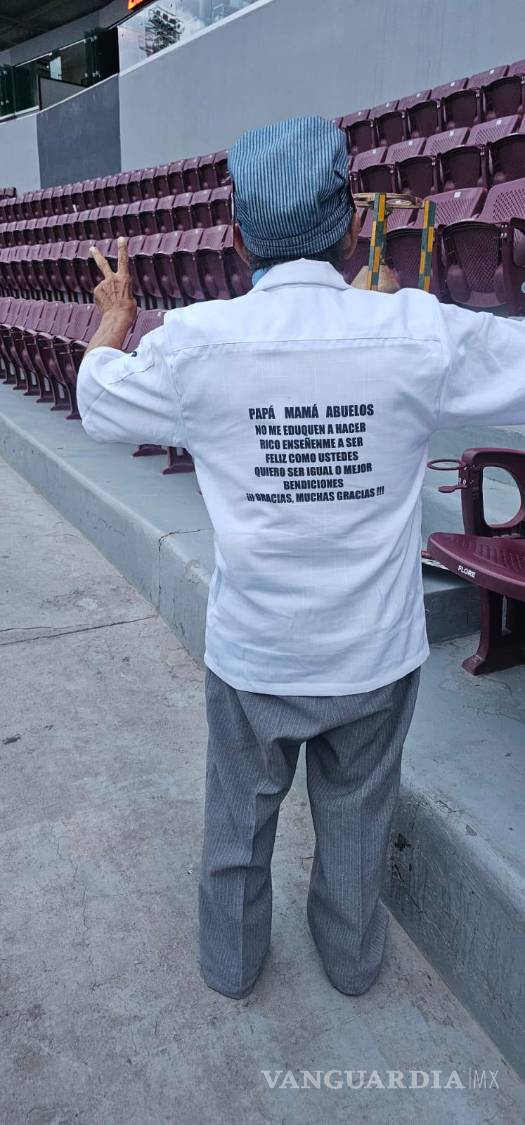 PAPÁ MAMÁ ABUELOS
NO ME EDUQUEN A HACER
RICO ENSEÑENME A SER
FELIZ COMO USTEDES
QUIERO SER IGUAL O MEJOR
BENDICIONES
¡¡¡ GRACIAS, MUCHAS GRACIAS !!!
FLORE
VANGUARDIA|MX